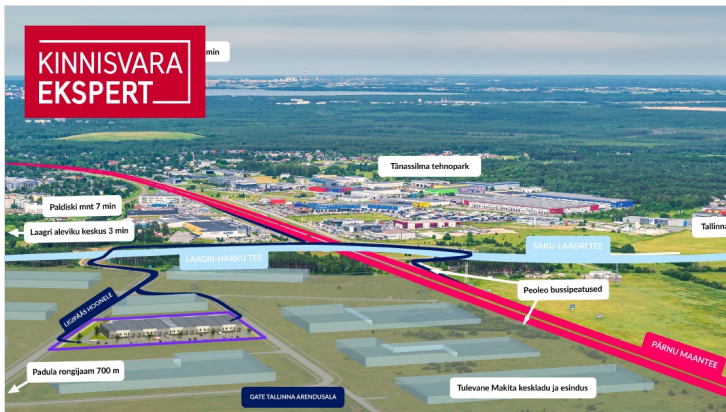 KINNISVARA
EKSPERT
min
Tänassilma tehnopark
Paldiski mnt 7 min
Laagri aleviku keskus 3 min
Tallinna
SAKU-LAAGRI TEE
LAAGRI-HARKU TEE
Peoleo bussipeatused
LIGIPÄÄS HOONELE
PÄRNU MAANTEE
Padula rongijaam 700 m
Tulevane Makita keskladu ja esindus
GATE TALLINNA ARENDUSALA